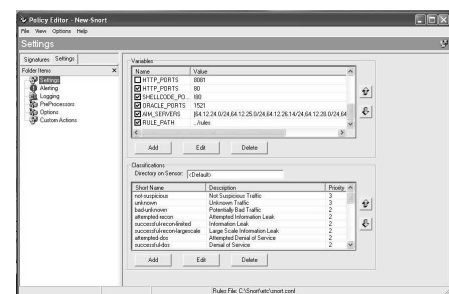 Policy Editor - New-Snort
File View Options Help
Settings
Signatures Settings
Folder Items
Settings
Alerting
Logging
PreProcessors
Options
Custom Actions
Variables
Name Value
HTTP_PORTS 8081
HTTP_PORTS 80
SHELLCODE_PO... !80
ORACLE_PORTS 1521
AIM_SERVERS [64.12.24.0/24,64.12.25.0/24,64.12.26.14/24,64.12.28.0/24,64
RULE_PATH ../rules
Add Edit Delete
Classifications
Directory on Sensor: <Default>
Short Name Description Priority
not-suspicious Not Suspicious Traffic 3
unknown Unknown Traffic 3
bad-unknown Potentially Bad Traffic 2
attempted-recon Attempted Information Leak 2
successful-recon-limited Information Leak 2
successful-recon-largescale Large Scale Information Leak 2
attempted-dos Attempted Denial of Service 2
successful-dos Denial of Service 2
Add Edit Delete
Rules File: C:\Snort\etc\snort.conf